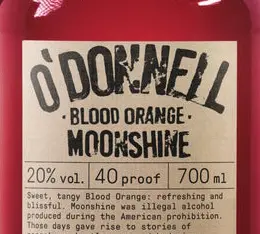 O'DONNELL
· BLOOD ORANGE ·
MOONSHINE
20% vol. 40 proof 700 ml
Sweet, tangy Blood Orange: refreshing and
blissful. Moonshine was illegal alcohol
produced during the American prohibition.
Those days gave rise to stories of